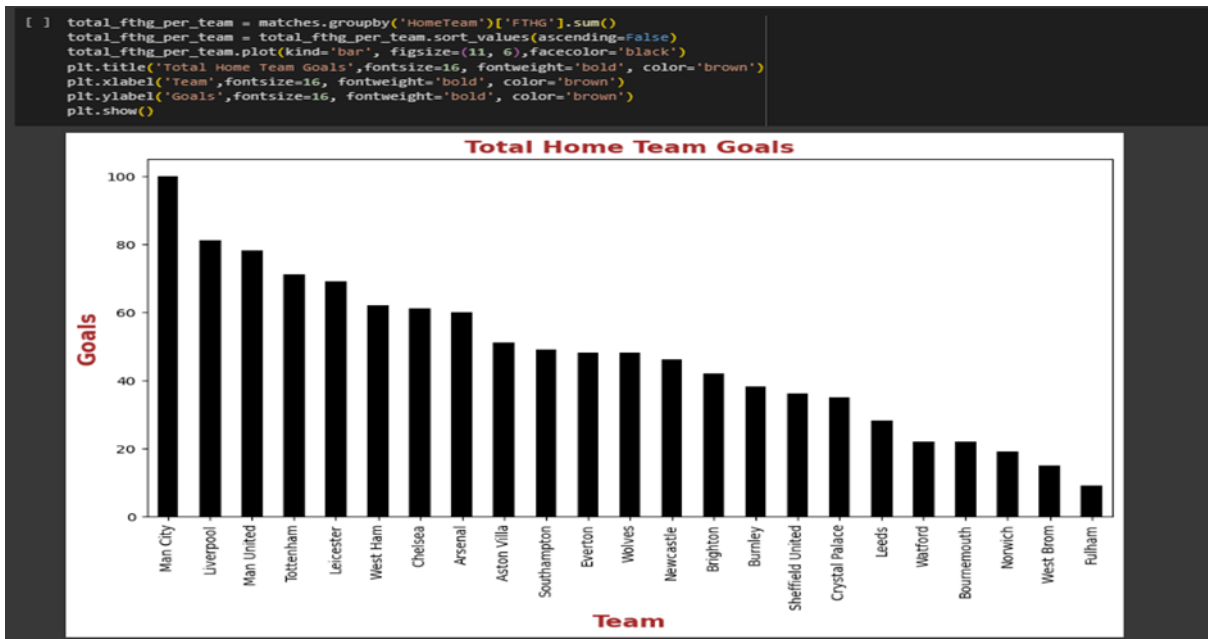 [ ] total_fthg_per_team = matches.groupby('HomeTeam')['FTHG'].sum()
total_fthg_per_team = total_fthg_per_team.sort_values(ascending=False)
total_fthg_per_team.plot(kind='bar', figsize=(11, 6),facecolor='black')
plt.title('Total Home Team Goals',fontsize=16, fontweight='bold', color='brown')
plt.xlabel('Team',fontsize=16, fontweight='bold', color='brown')
plt.ylabel('Goals',fontsize=16, fontweight='bold', color='brown')
plt.show()
Total Home Team Goals
Goals
100
80
60
40
20
0
Man City
Liverpool
Man United
Tottenham
Leicester
West Ham
Chelsea
Arsenal
Aston Villa
Southampton
Everton
Wolves
Newcastle
Brighton
Burnley
Sheffield United
Crystal Palace
Leeds
Watford
Bournemouth
Norwich
West Brom
Fulham
Team